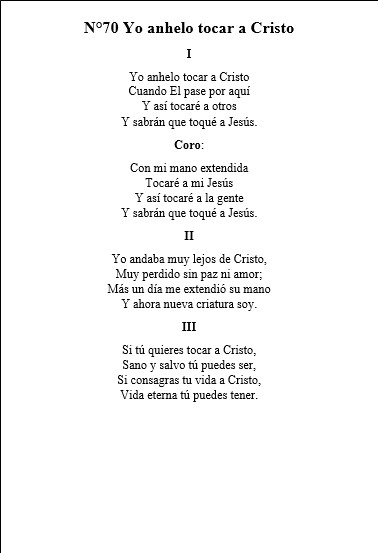 N°70 Yo anhelo tocar a Cristo
I
Yo anhelo tocar a Cristo
Cuando El pase por aquí
Y así tocaré a otros
Y sabrán que toqué a Jesús.
Coro:
Con mi mano extendida
Tocaré a mi Jesús
Y así tocaré a la gente
Y sabrán que toqué a Jesús.
II
Yo andaba muy lejos de Cristo,
Muy perdido sin paz ni amor;
Más un día me extendió su mano
Y ahora nueva criatura soy.
III
Si tú quieres tocar a Cristo,
Sano y salvo tú puedes ser,
Si consagras tu vida a Cristo,
Vida eterna tú puedes tener.